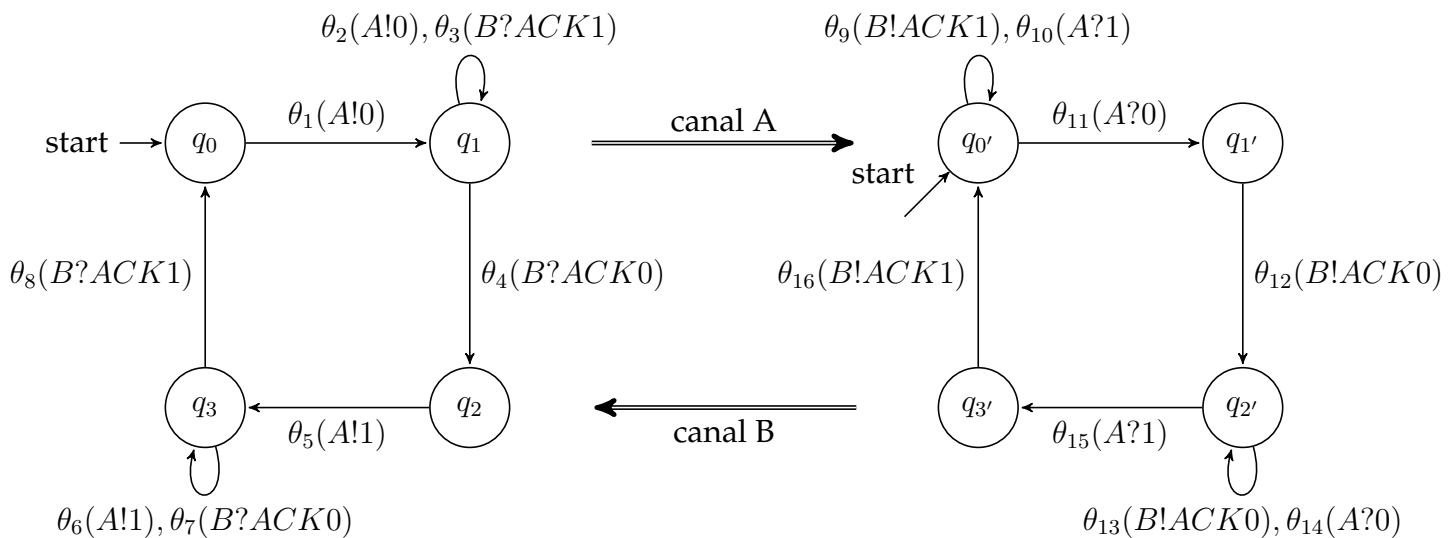 θ₂(A!0), θ₃(B?ACK1)
θ₉(B!ACK1), θ₁₀(A?1)
start
q₀
θ₁(A!0)
q₁
canal A
start
q₀′
θ₁₁(A?0)
q₁′
θ₈(B?ACK1)
θ₄(B?ACK0)
θ₁₆(B!ACK1)
θ₁₂(B!ACK0)
q₃
θ₅(A!1)
q₂
canal B
q₃′
θ₁₅(A?1)
q₂′
θ₆(A!1), θ₇(B?ACK0)
θ₁₃(B!ACK0), θ₁₄(A?0)